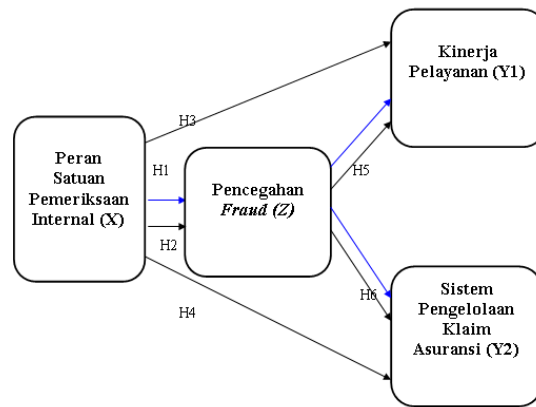 Kinerja
Pelayanan (Y1)
H3
Peran
Satuan
Pemeriksaan
Internal (X)
H1
Pencegahan
Fraud (Z)
H5
H2
H4
H6
Sistem
Pengelolaan
Klaim
Asuransi (Y2)